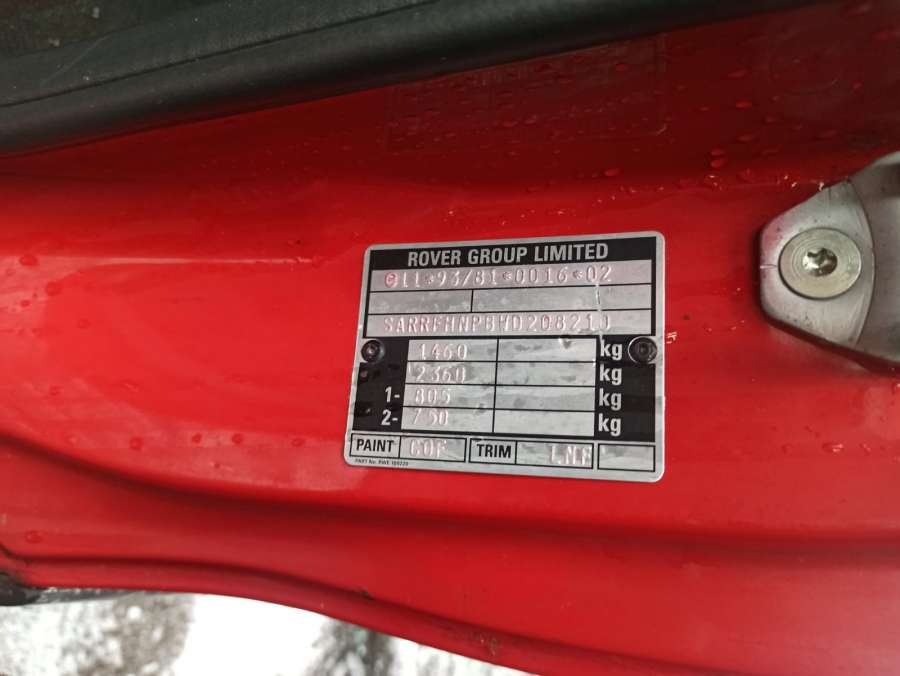 ROVER GROUP LIMITED
e11*93/81*0016*02
SARRFHNPBWD208210
1460 kg
2360 kg
1- 805 kg
2- 750 kg
PAINT COF TRIM LNF